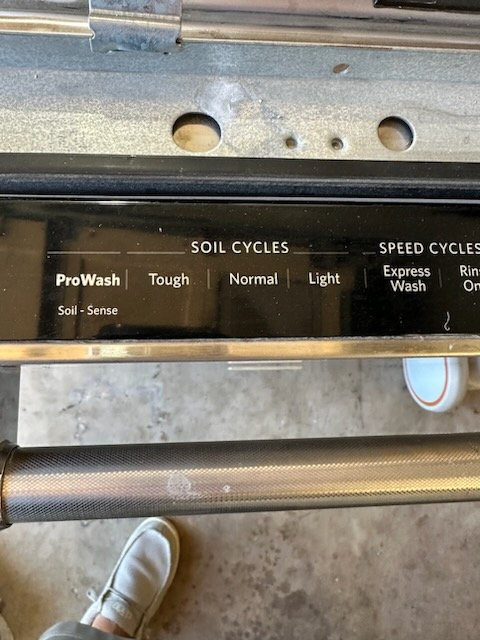 SOIL CYCLES
SPEED CYCLES
ProWash | Tough | Normal | Light | Express Wash
Soil - Sense